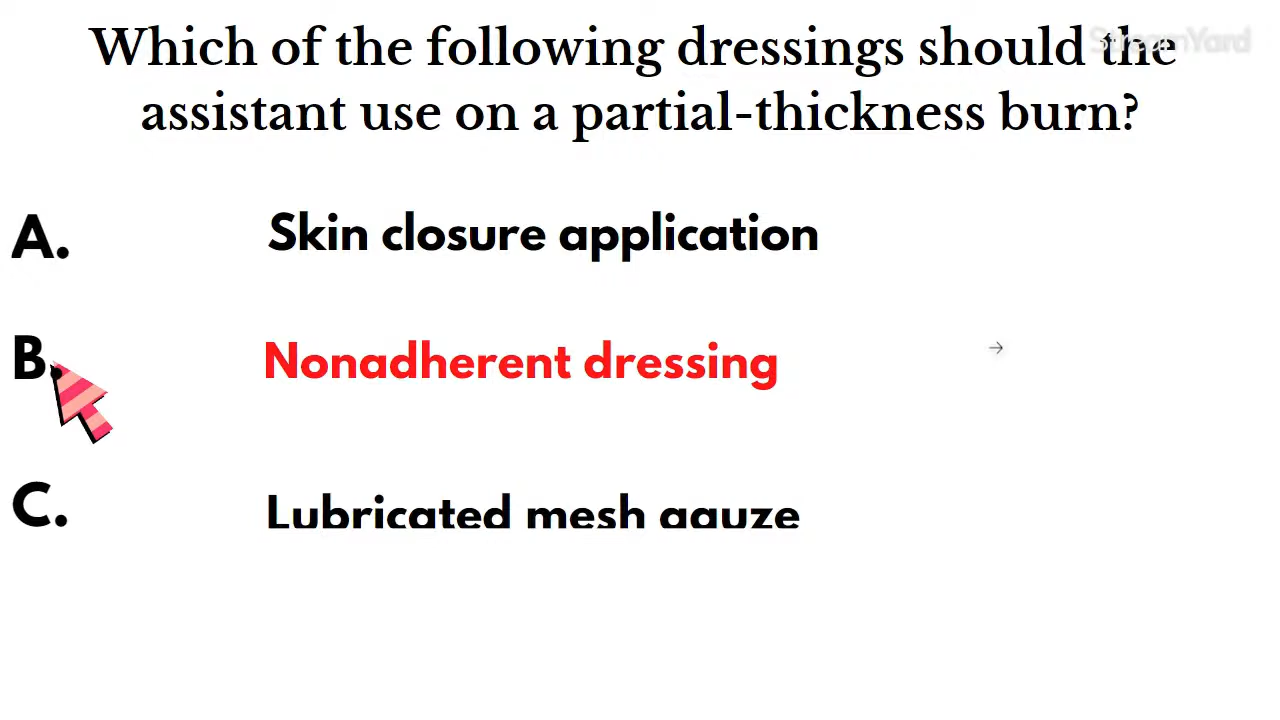 Which of the following dressings should the
assistant use on a partial-thickness burn?
StreamYard
A. Skin closure application
B. Nonadherent dressing
C. Lubricated mesh gauze